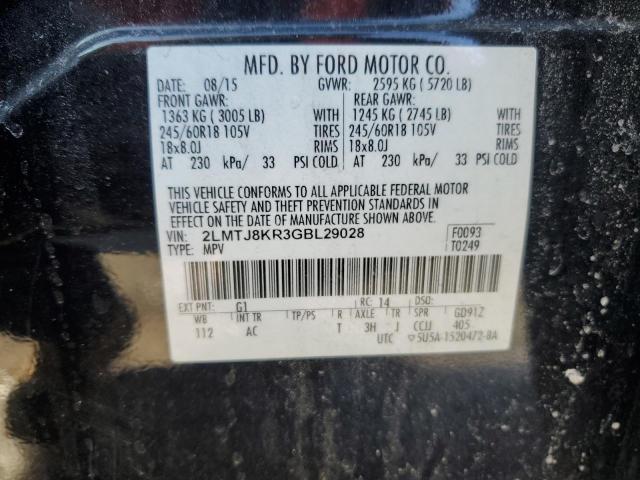 MFD. BY FORD MOTOR CO.
DATE: 08/15 GVWR: 2595 KG ( 5720 LB)
FRONT GAWR: REAR GAWR:
1363 KG ( 3005 LB) WITH 1245 KG ( 2745 LB) WITH
245/60R18 105V TIRES 245/60R18 105V TIRES
18x8.0J RIMS 18x8.0J RIMS
AT 230 kPa/ 33 PSI COLD AT 230 kPa/ 33 PSI COLD
THIS VEHICLE CONFORMS TO ALL APPLICABLE FEDERAL MOTOR
VEHICLE SAFETY AND THEFT PREVENTION STANDARDS IN
EFFECT ON THE DATE OF MANUFACTURE SHOWN ABOVE.
VIN: 2LMTJ8KR3GBL29028 F0093
TYPE: MPV T0249
EXT PNT: G1 RC: 14 DSO:
WB INT TR TP/PS R AXLE TR SPR GD91Z
112 AC T 3H J CCIJ 405
UTC ▽5U5A-1520472-BA